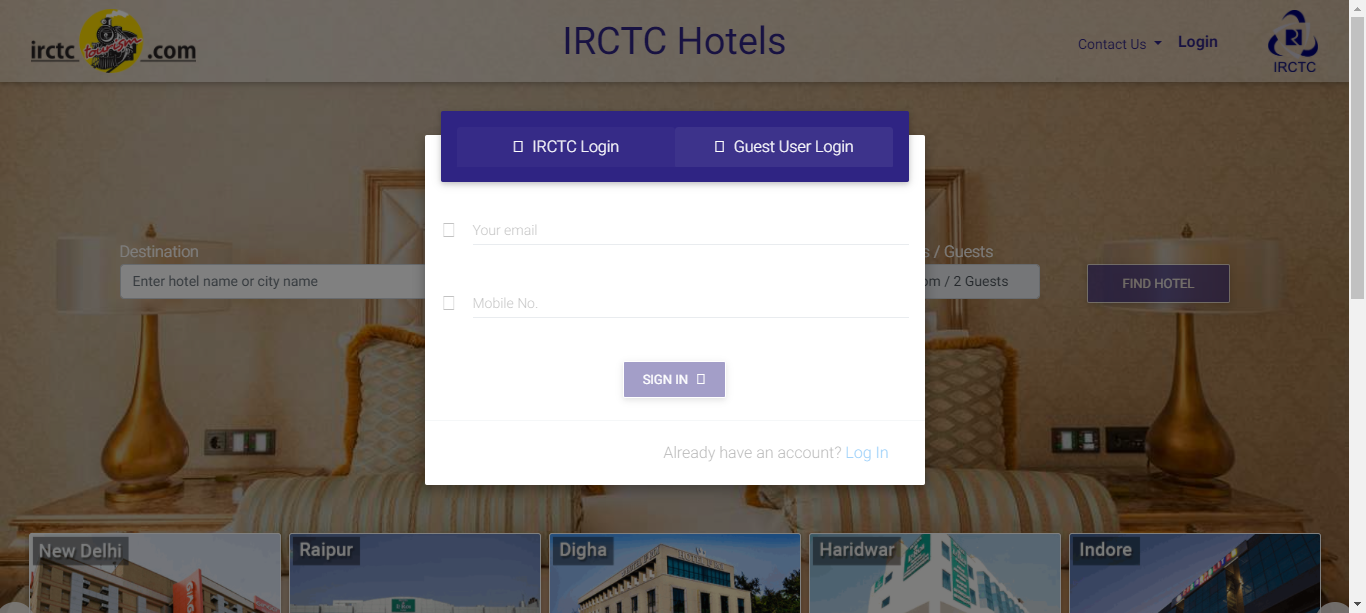 irctc tourism .com
IRCTC Hotels
Contact Us
Login
IRCTC
IRCTC Login
Guest User Login
Your email
Destination
s / Guests
Enter hotel name or city name
om / 2 Guests
FIND HOTEL
Mobile No.
SIGN IN
Already have an account? Log In
New Delhi
Raipur
Digha
Haridwar
Indore